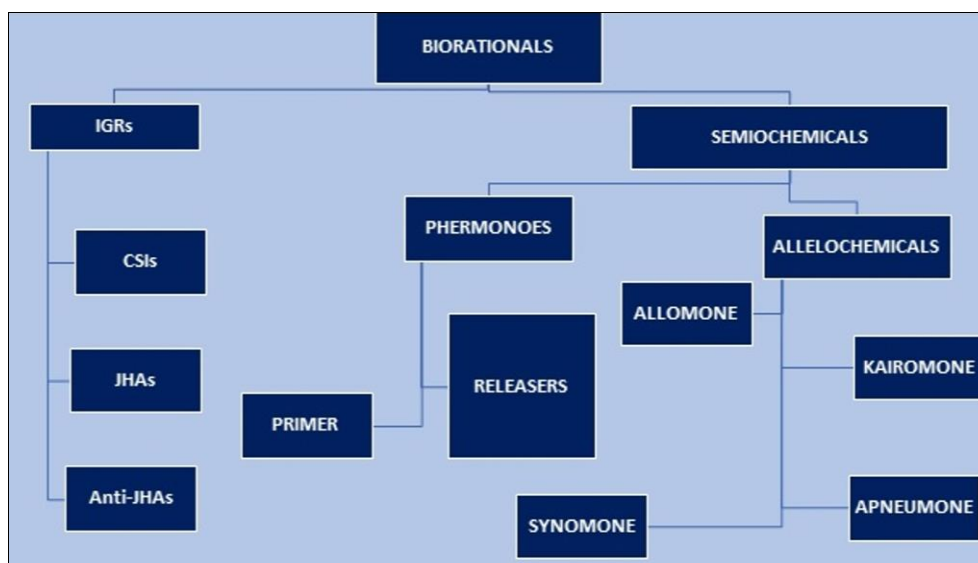 BIORATIONALS
IGRs
SEMIOCHEMICALS
PHERMONOES
ALLELOCHEMICALS
CSIs
ALLOMONE
KAIROMONE
JHAs
RELEASERS
PRIMER
Anti-JHAs
SYNOMONE
APNEUMONE